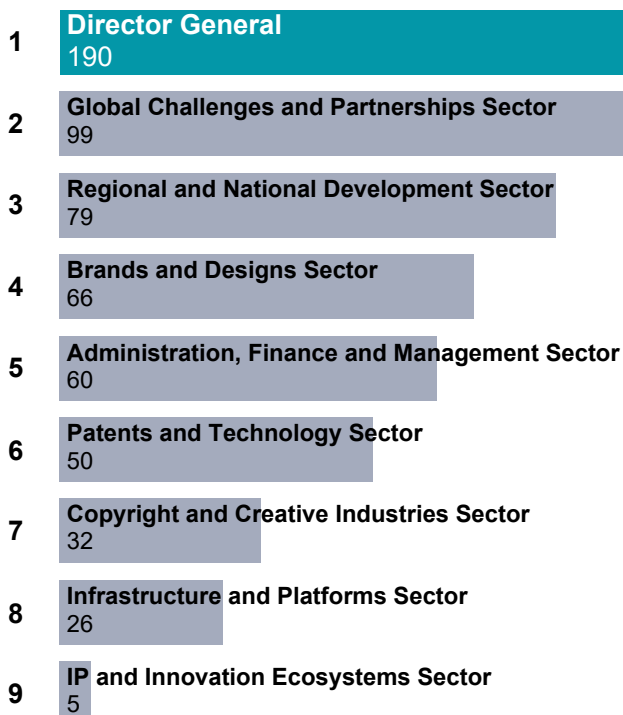 1
Director General
190
2
Global Challenges and Partnerships Sector
99
3
Regional and National Development Sector
79
4
Brands and Designs Sector
66
5
Administration, Finance and Management Sector
60
6
Patents and Technology Sector
50
7
Copyright and Creative Industries Sector
32
8
Infrastructure and Platforms Sector
26
9
IP and Innovation Ecosystems Sector
5